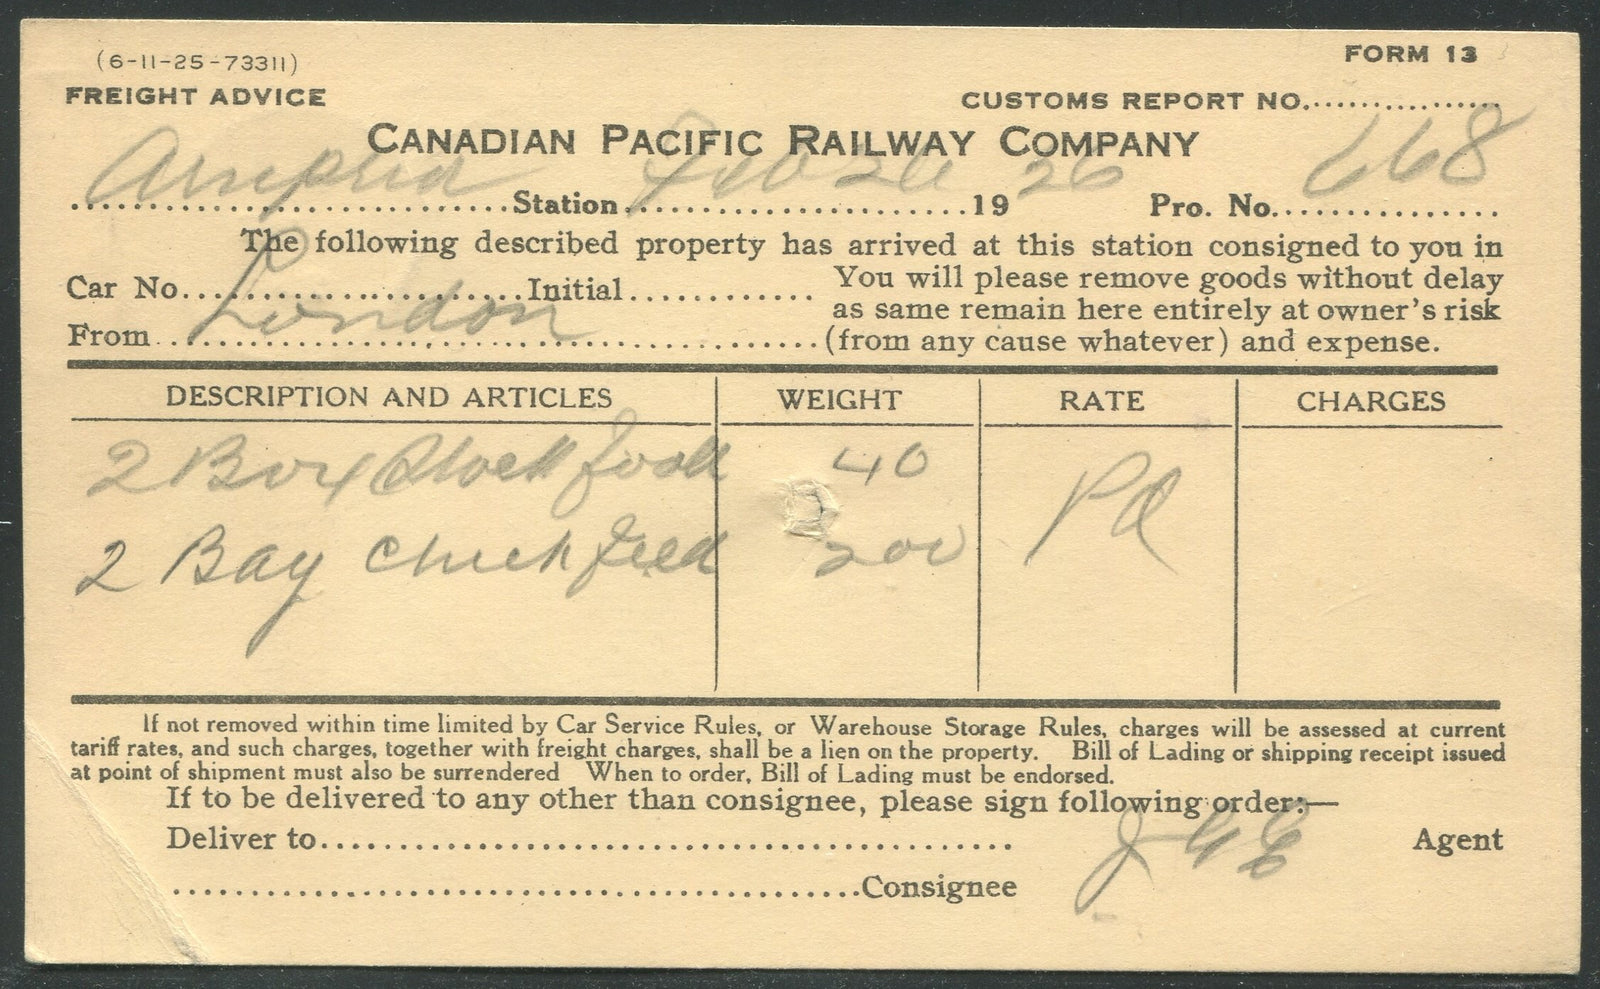 (6-11-25-73311)
FORM 13
FREIGHT ADVICE
CUSTOMS REPORT NO.................
CANADIAN PACIFIC RAILWAY COMPANY
Station Feb 26 19 26 Pro. No. 668
The following described property has arrived at this station consigned to you in
Car No. Initial You will please remove goods without delay
as same remain here entirely at owner's risk
From London (from any cause whatever) and expense.
DESCRIPTION AND ARTICLES WEIGHT RATE CHARGES
2 Box Stock food 40 Pd
2 Bag Chick feed 200
If not removed within time limited by Car Service Rules, or Warehouse Storage Rules, charges will be assessed at current
tariff rates, and such charges, together with freight charges, shall be a lien on the property. Bill of Lading or shipping receipt issued
at point of shipment must also be surrendered When to order, Bill of Lading must be endorsed.
If to be delivered to any other than consignee, please sign following order:—
Deliver to Agent
Consignee